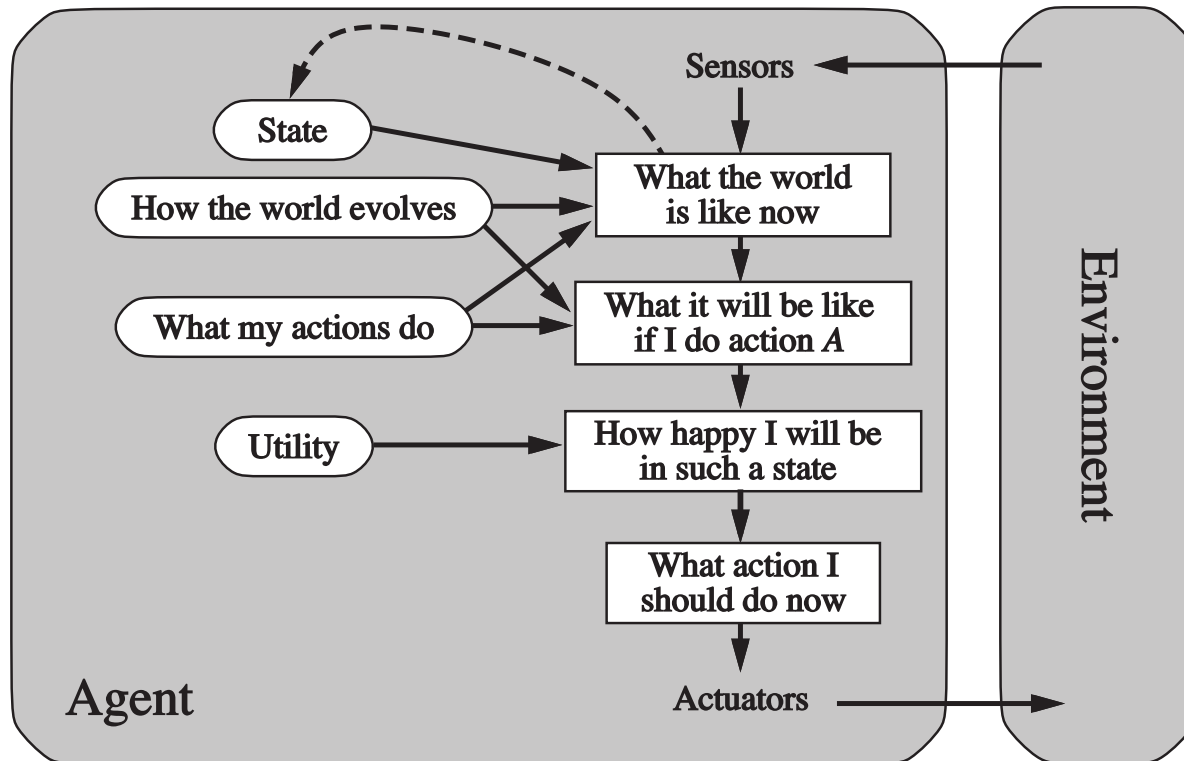 Sensors
State
What the world
is like now
How the world evolves
What it will be like
if I do action A
What my actions do
How happy I will be
in such a state
Utility
What action I
should do now
Agent
Actuators
Environment